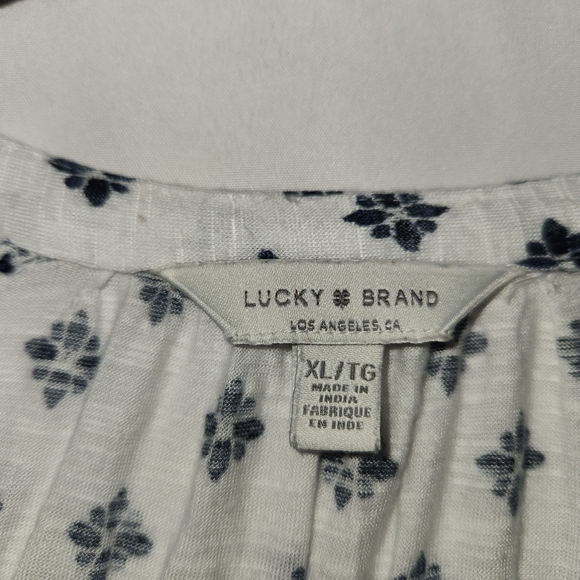 LUCKY BRAND
LOS ANGELES, CA
XL/TG
MADE IN
INDIA
FABRIQUE
EN INDE